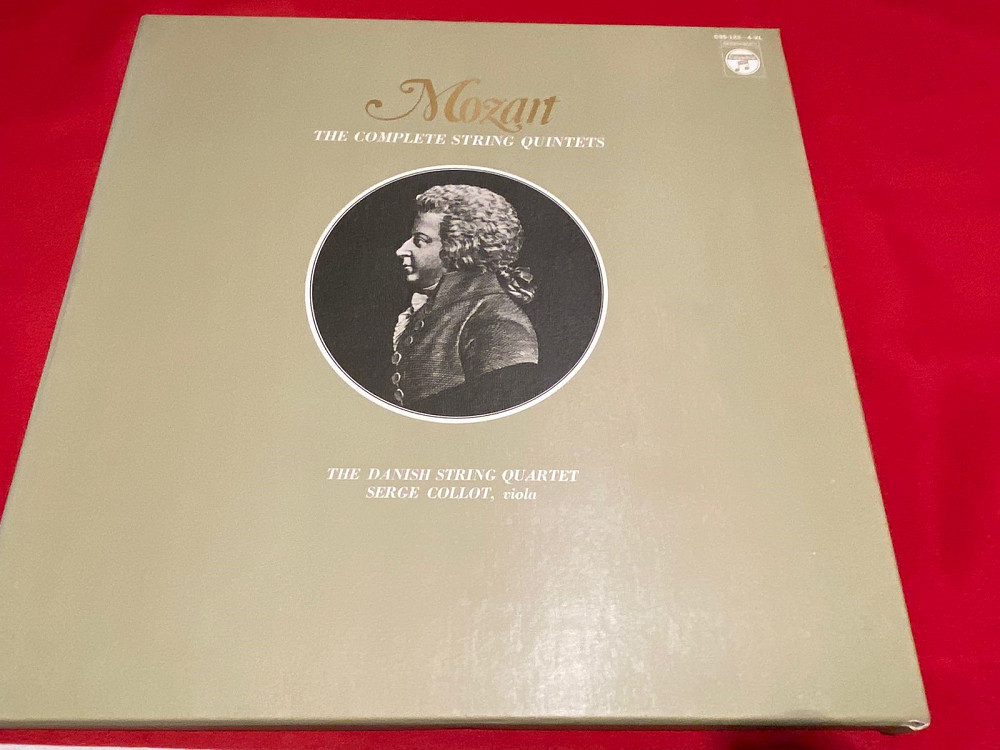 Mozart
THE COMPLETE STRING QUINTETS
THE DANISH STRING QUARTET
SERGE COLLOT, viola